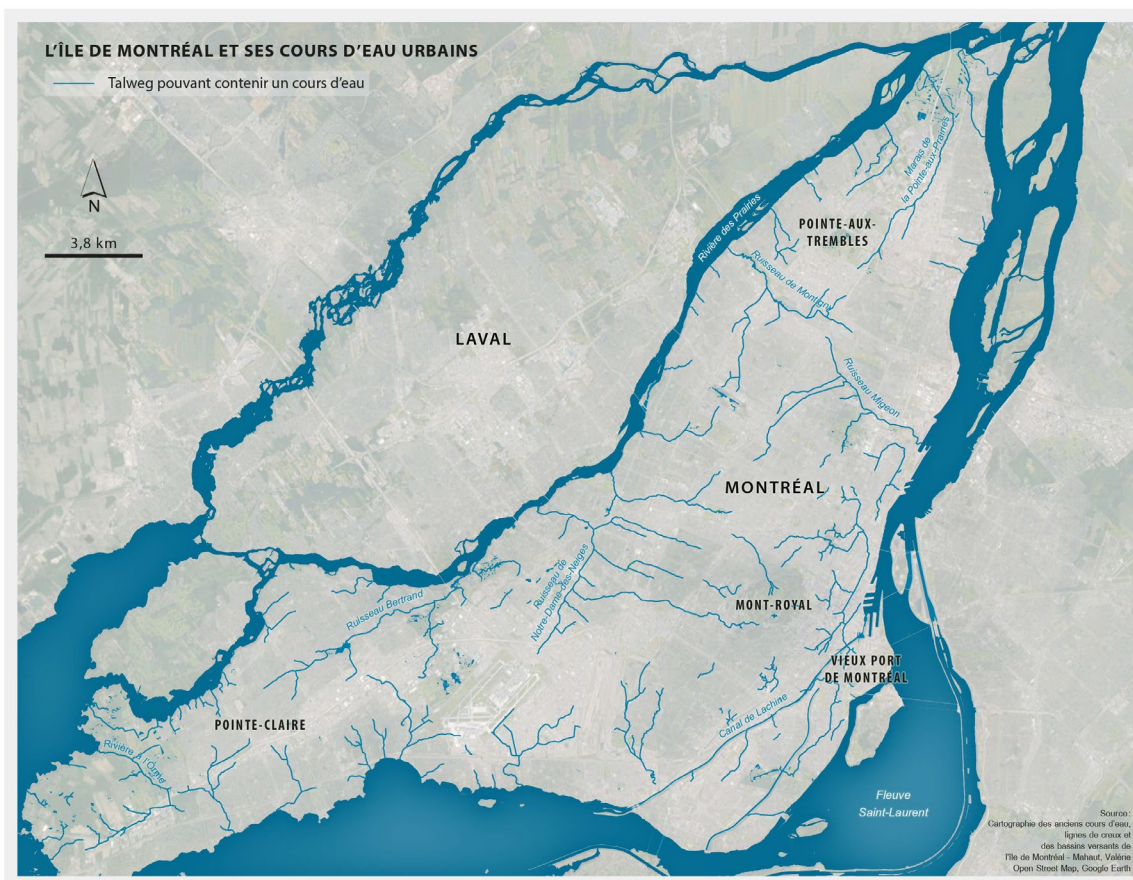 L'ÎLE DE MONTRÉAL ET SES COURS D'EAU URBAINS
Talweg pouvant contenir un cours d'eau
N
3,8 km
Marais de
la Pointe-aux-Prairies
Rivière des Prairies
POINTE-AUX-
TREMBLES
Ruisseau de Montigny
LAVAL
Ruisseau Migeon
MONTRÉAL
Ruisseau de
Notre-Dame-des-Neiges
Ruisseau Bertrand
MONT-ROYAL
VIEUX PORT
DE MONTRÉAL
Canal de Lachine
POINTE-CLAIRE
Rivière à l'Orme
Fleuve
Saint-Laurent
Source:
Cartographie des anciens cours d'eau,
lignes de creux et
des bassins versants de
l'île de Montréal - Mahaut, Valérie
Open Street Map, Google Earth